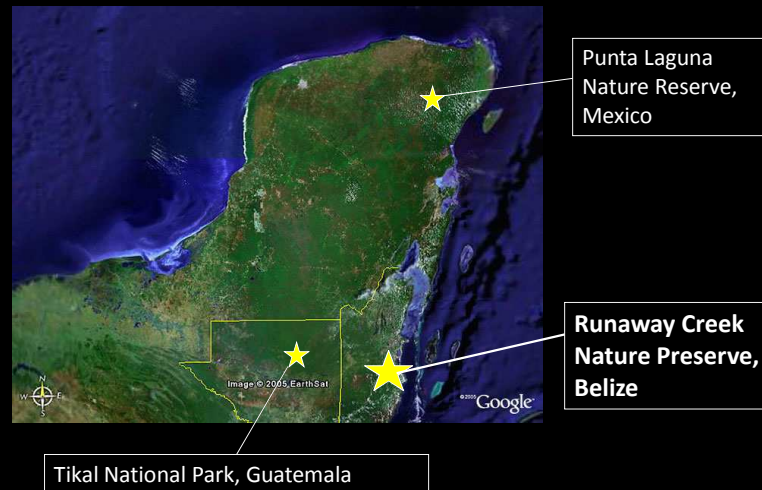 Punta Laguna
Nature Reserve,
Mexico
Runaway Creek
Nature Preserve,
Belize
Image © 2005 EarthSat
N
W E
S
©2005 Google
Tikal National Park, Guatemala